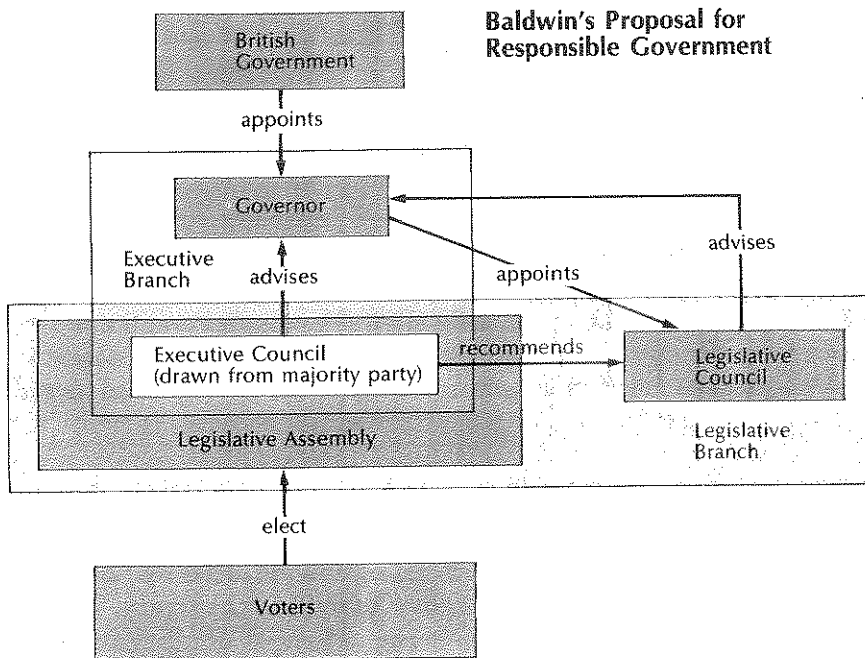 Baldwin's Proposal for
Responsible Government
British
Government
appoints
Governor
Executive
Branch
advises
appoints
advises
Executive Council
(drawn from majority party)
recommends
Legislative
Council
Legislative Assembly
Legislative
Branch
elect
Voters